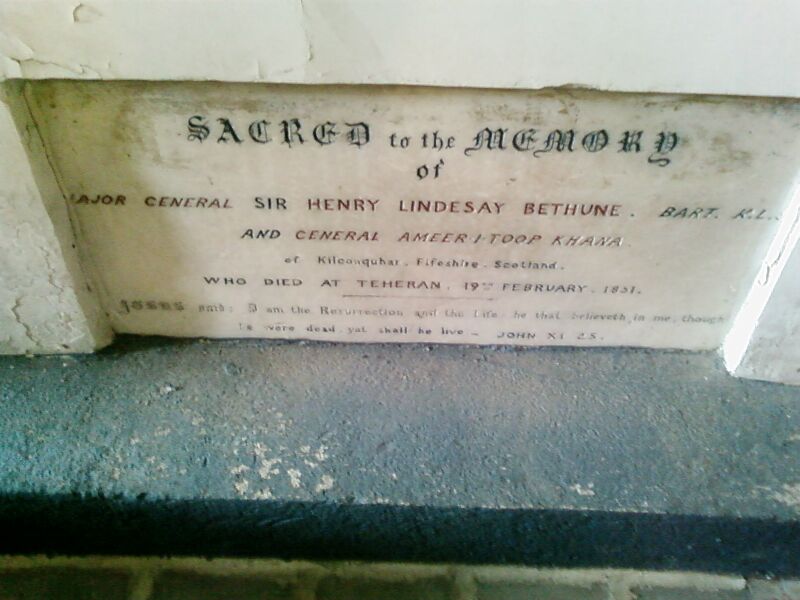 SACRED to the MEMORY
of
MAJOR GENERAL SIR HENRY LINDESAY BETHUNE. BART. K.L.S
AND GENERAL AMEER-I-TOOP KHANA.
of Kilconquhar. Fifeshire. Scotland.
WHO DIED AT TEHERAN, 19TH FEBRUARY. 1851.
JESUS said: I am the Resurrection and the Life, he that believeth in me, though
he were dead, yet shall he live - JOHN XI 25.